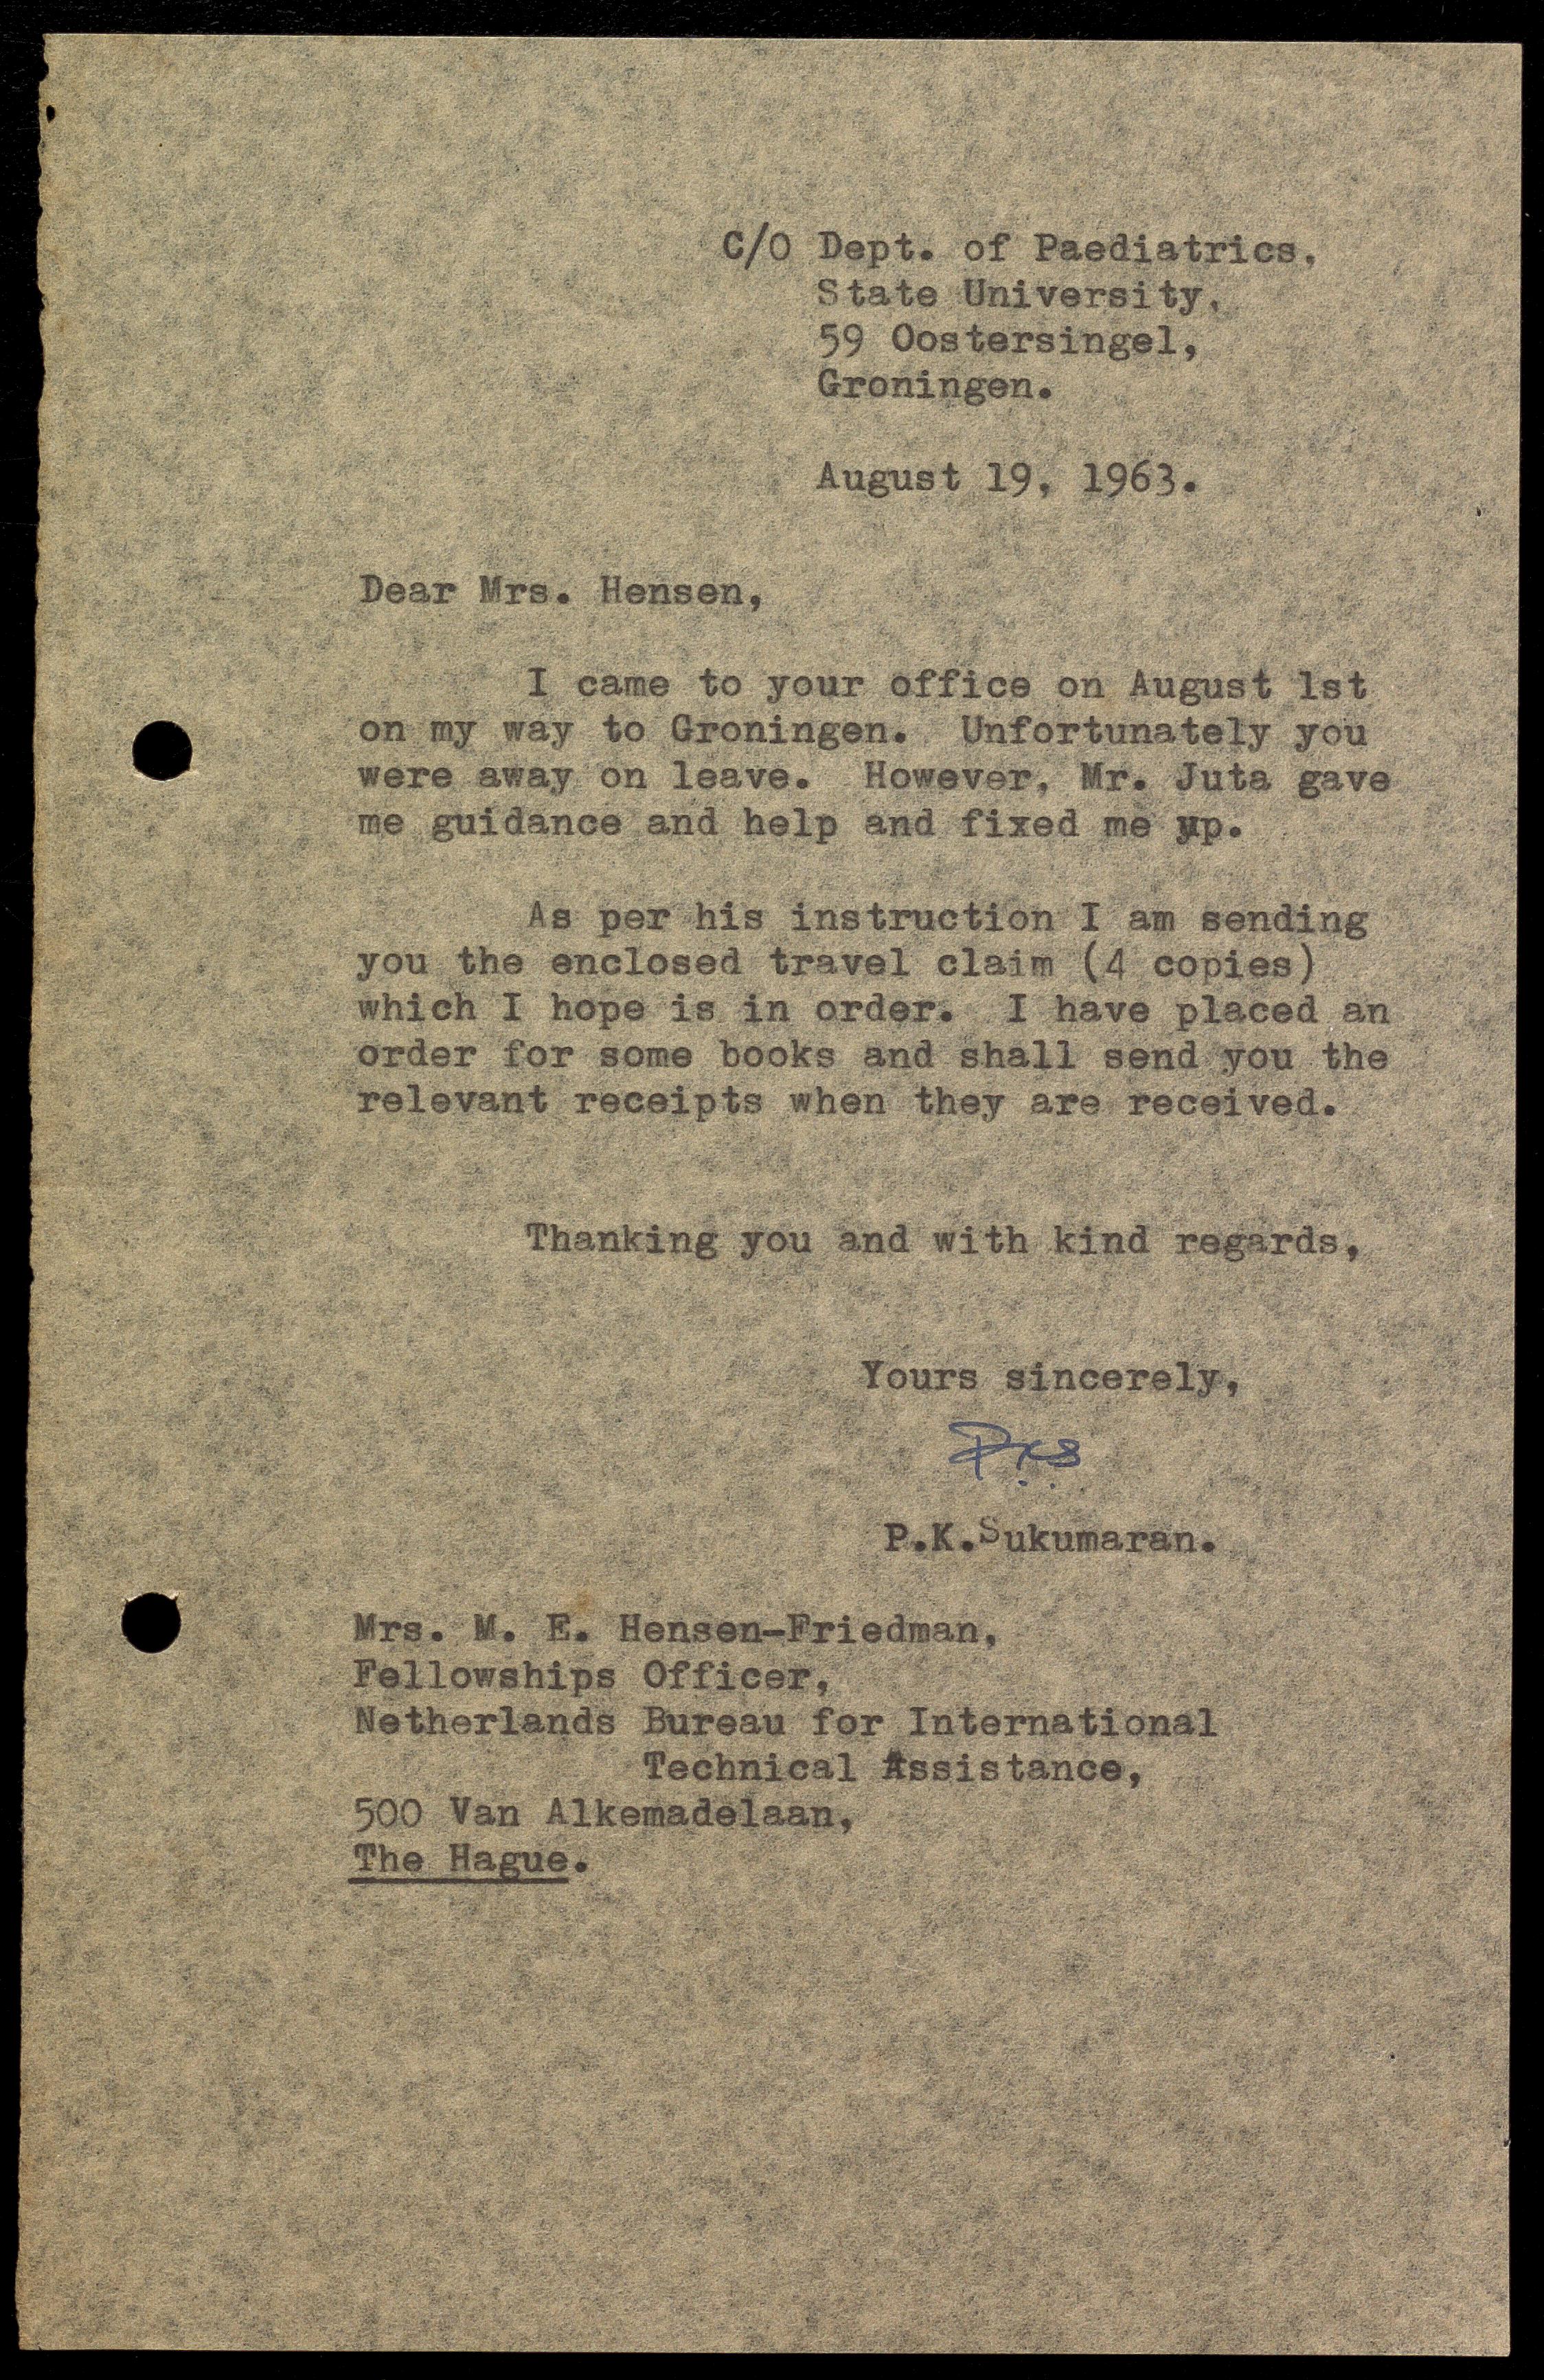 C/O Dept. of Paediatrics,
State University,
59 Oostersingel,
Groningen.
August 19, 1963.
Dear Mrs. Hensen,
I came to your office on August 1st
on my way to Groningen. Unfortunately you
were away on leave. However, Mr. Juta gave
me guidance and help and fixed me up.
As per his instruction I am sending
you the enclosed travel claim (4 copies)
which I hope is in order. I have placed an
order for some books and shall send you the
relevant receipts when they are received.
Thanking you and with kind regards,
Yours sincerely,
PKS
P.K.Sukumaran.
Mrs. M. E. Hensen-Friedman,
Fellowships Officer,
Netherlands Bureau for International
Technical Assistance,
500 Van Alkemadelaan,
The Hague.